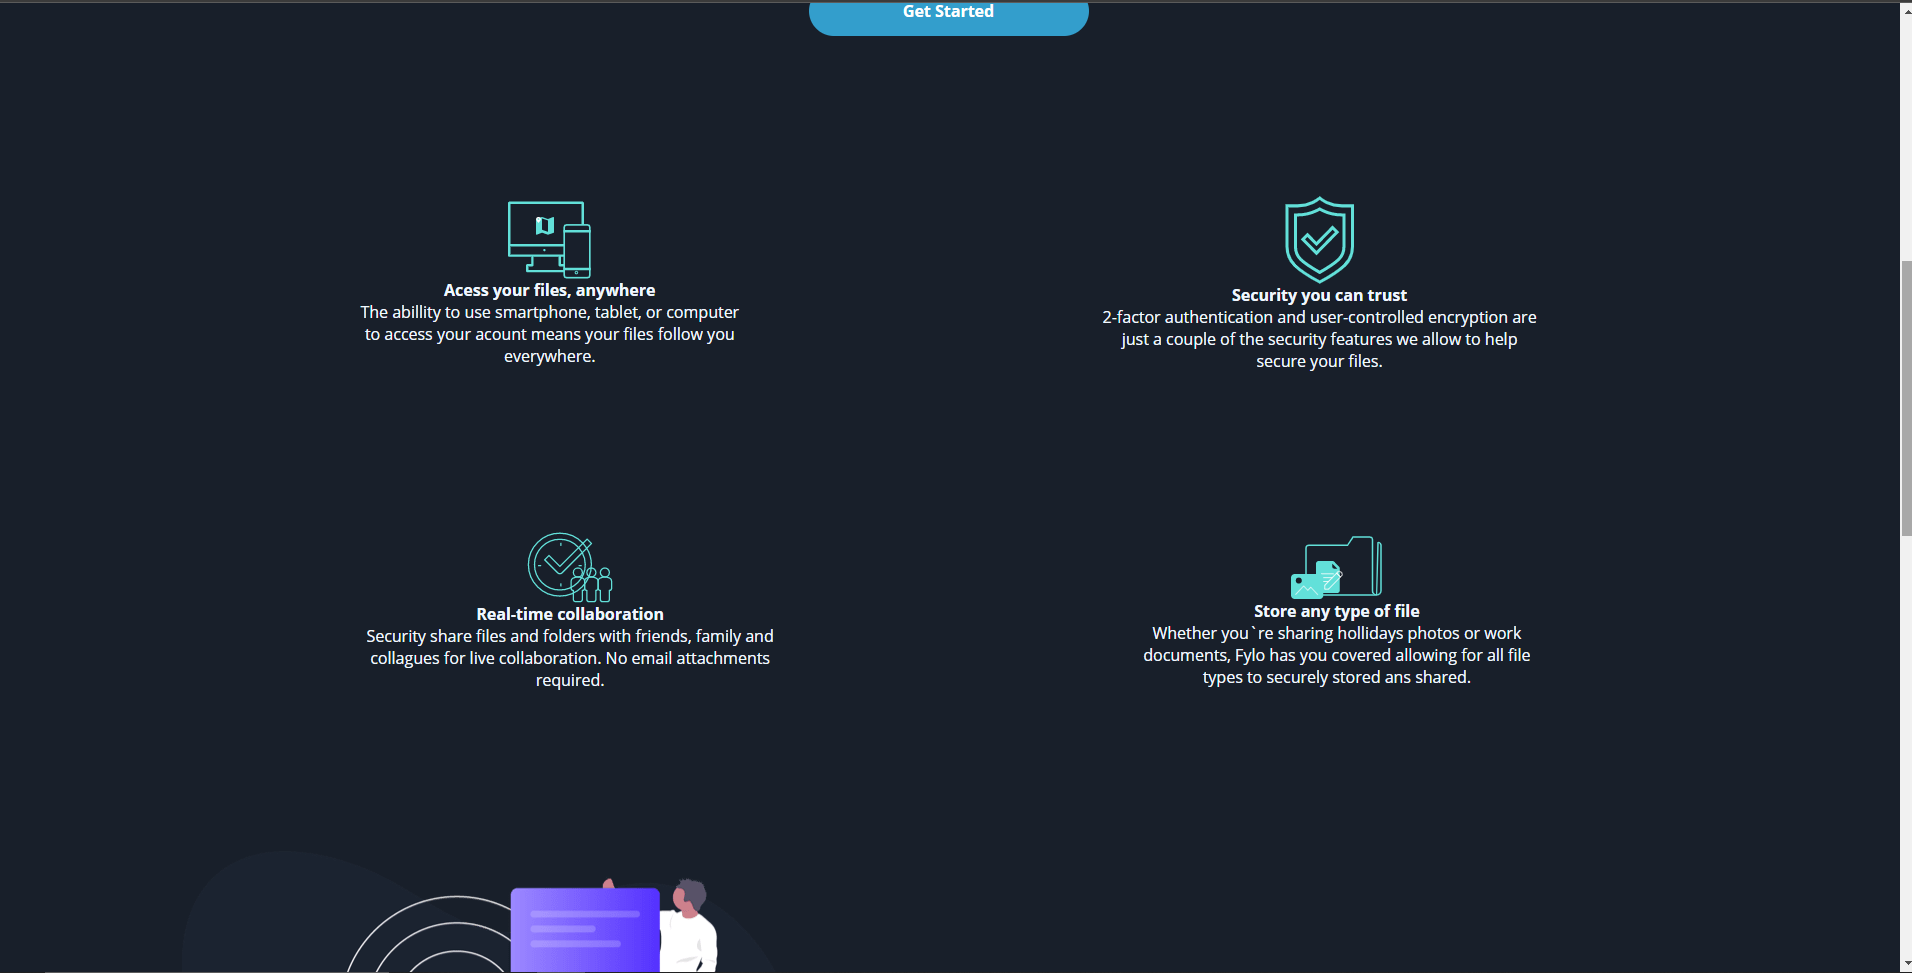 Get Started
Acess your files, anywhere
The abillity to use smartphone, tablet, or computer
to access your acount means your files follow you
everywhere.
Security you can trust
2-factor authentication and user-controlled encryption are
just a couple of the security features we allow to help
secure your files.
Real-time collaboration
Security share files and folders with friends, family and
collagues for live collaboration. No email attachments
required.
Store any type of file
Whether you`re sharing hollidays photos or work
documents, Fylo has you covered allowing for all file
types to securely stored ans shared.